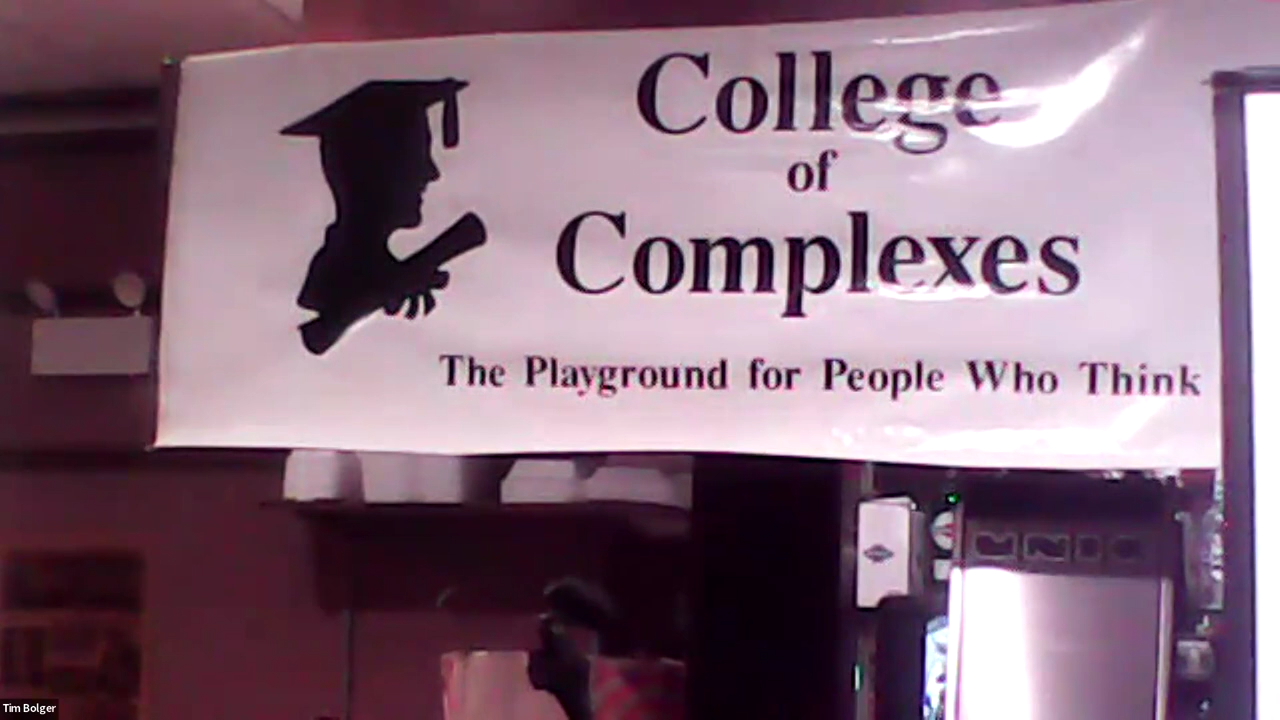 College
of
Complexes
The Playground for People Who Think
Tim Bolger